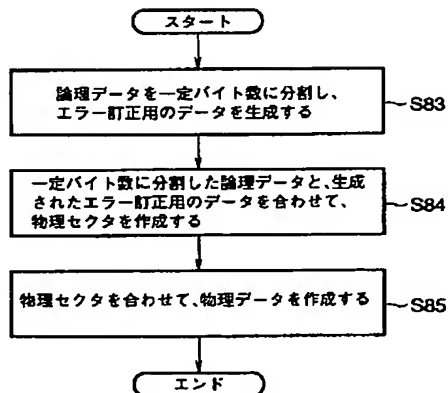 スタート
論理データを一定バイト数に分割し、
エラー訂正用のデータを生成する
S83
一定バイト数に分割した論理データと、生成
されたエラー訂正用のデータを合わせて、
物理セクタを作成する
S84
物理セクタを合わせて、物理データを作成する
S85
エンド